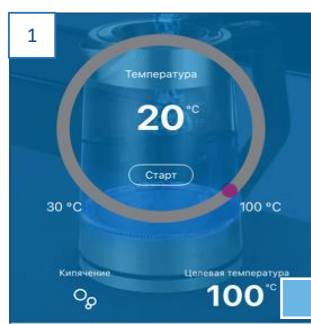 1
Температура
20°C
Старт
30 °C
100 °C
Кипячение
Целевая температура
100°C